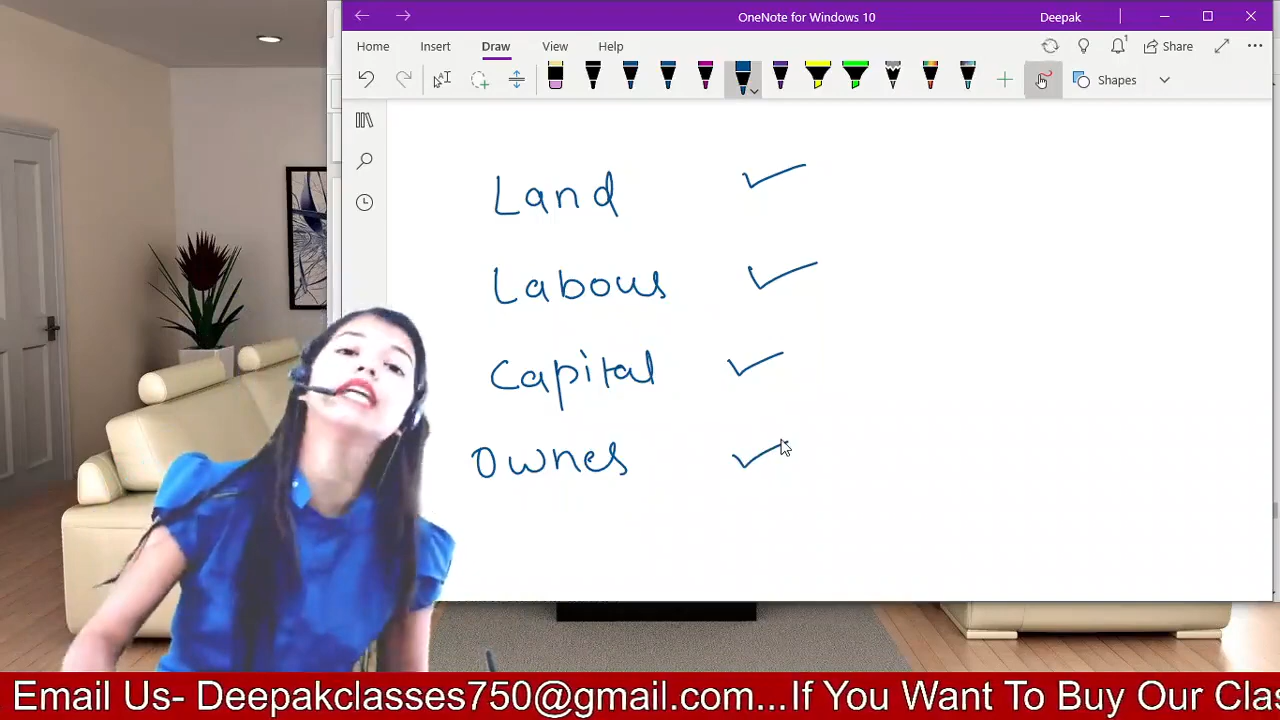 OneNote for Windows 10
Deepak
Home Insert Draw View Help
Share
Shapes
Land
Labour
Capital
Owner
Email Us- Deepakclasses750@gmail.com...If You Want To Buy Our Clas